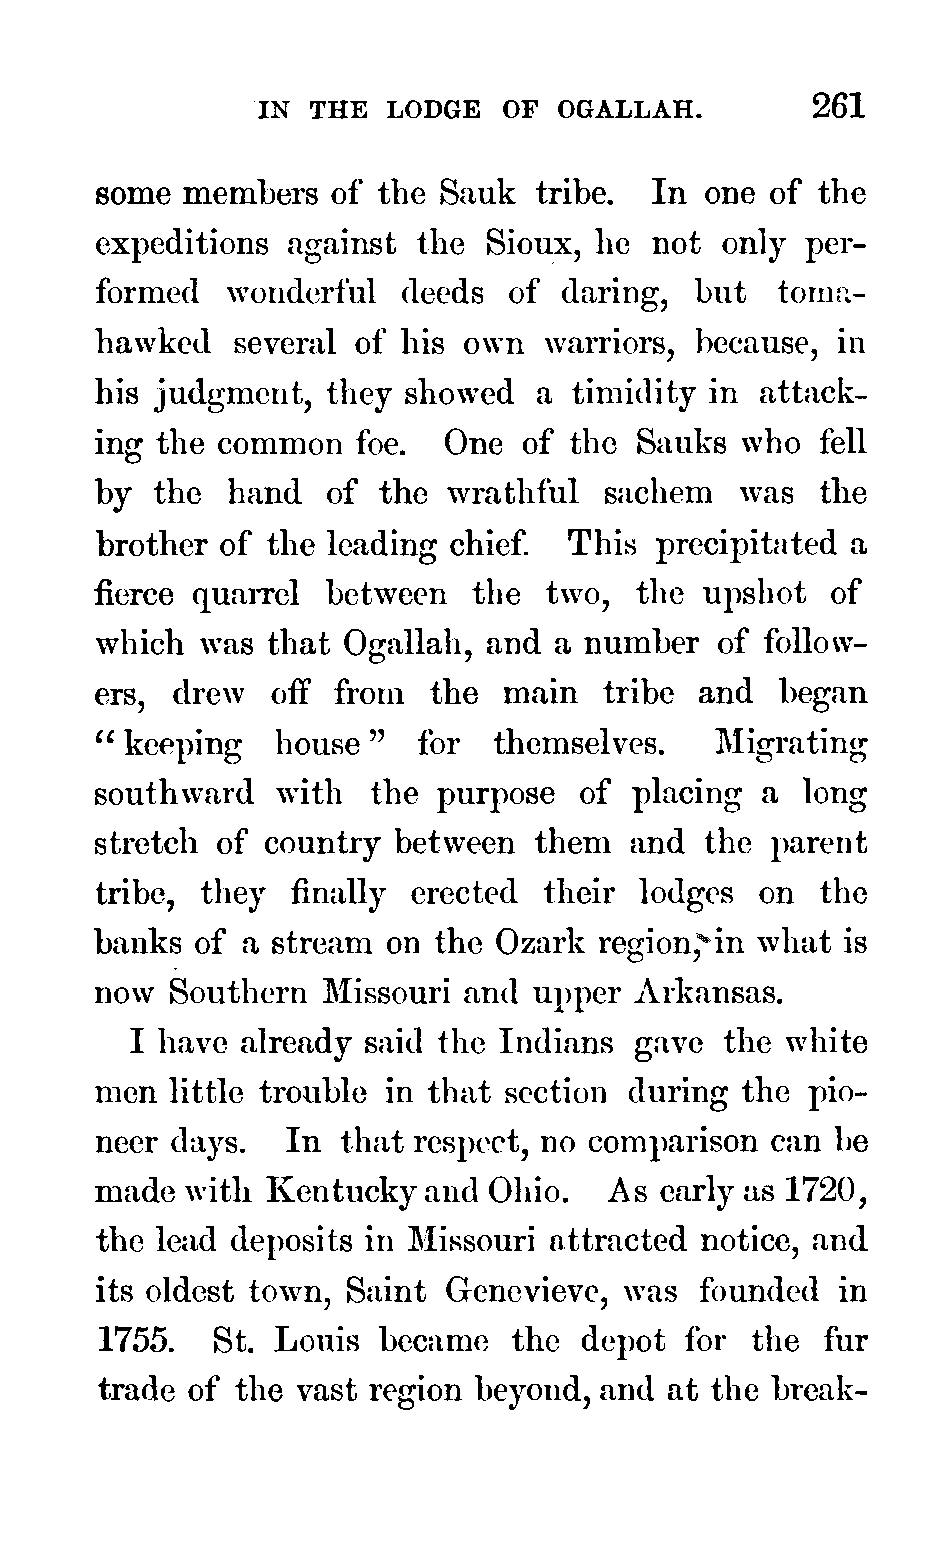 IN THE LODGE OF OGALLAH. 261
some members of the Sauk tribe. In one of the
expeditions against the Sioux, he not only per-
formed wonderful deeds of daring, but toma-
hawked several of his own warriors, because, in
his judgment, they showed a timidity in attack-
ing the common foe. One of the Sauks who fell
by the hand of the wrathful sachem was the
brother of the leading chief. This precipitated a
fierce quarrel between the two, the upshot of
which was that Ogallah, and a number of follow-
ers, drew off from the main tribe and began
“keeping house” for themselves. Migrating
southward with the purpose of placing a long
stretch of country between them and the parent
tribe, they finally erected their lodges on the
banks of a stream on the Ozark region, in what is
now Southern Missouri and upper Arkansas.
I have already said the Indians gave the white
men little trouble in that section during the pio-
neer days. In that respect, no comparison can be
made with Kentucky and Ohio. As early as 1720,
the lead deposits in Missouri attracted notice, and
its oldest town, Saint Genevieve, was founded in
1755. St. Louis became the depot for the fur
trade of the vast region beyond, and at the break-